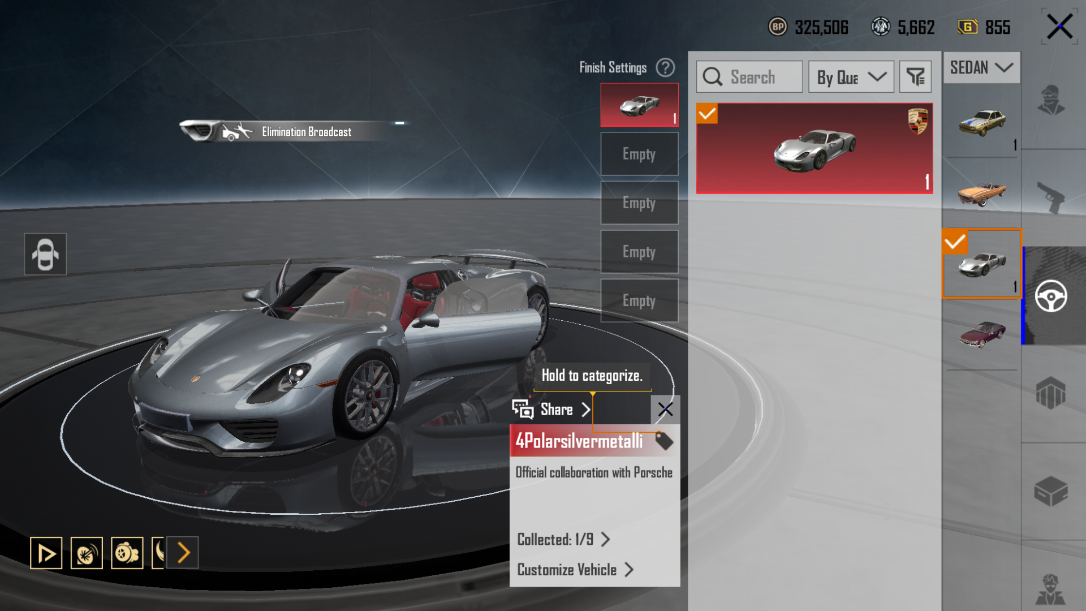 BP 325,506 5,662 G 855
Finish Settings ?
Search
By Que
SEDAN
1
Empty
Empty
Empty
Empty
1
1
1
Elimination Broadcast
Hold to categorize.
Share
4Polarsilvermetalli
Official collaboration with Porsche
Collected: 1/9
Customize Vehicle